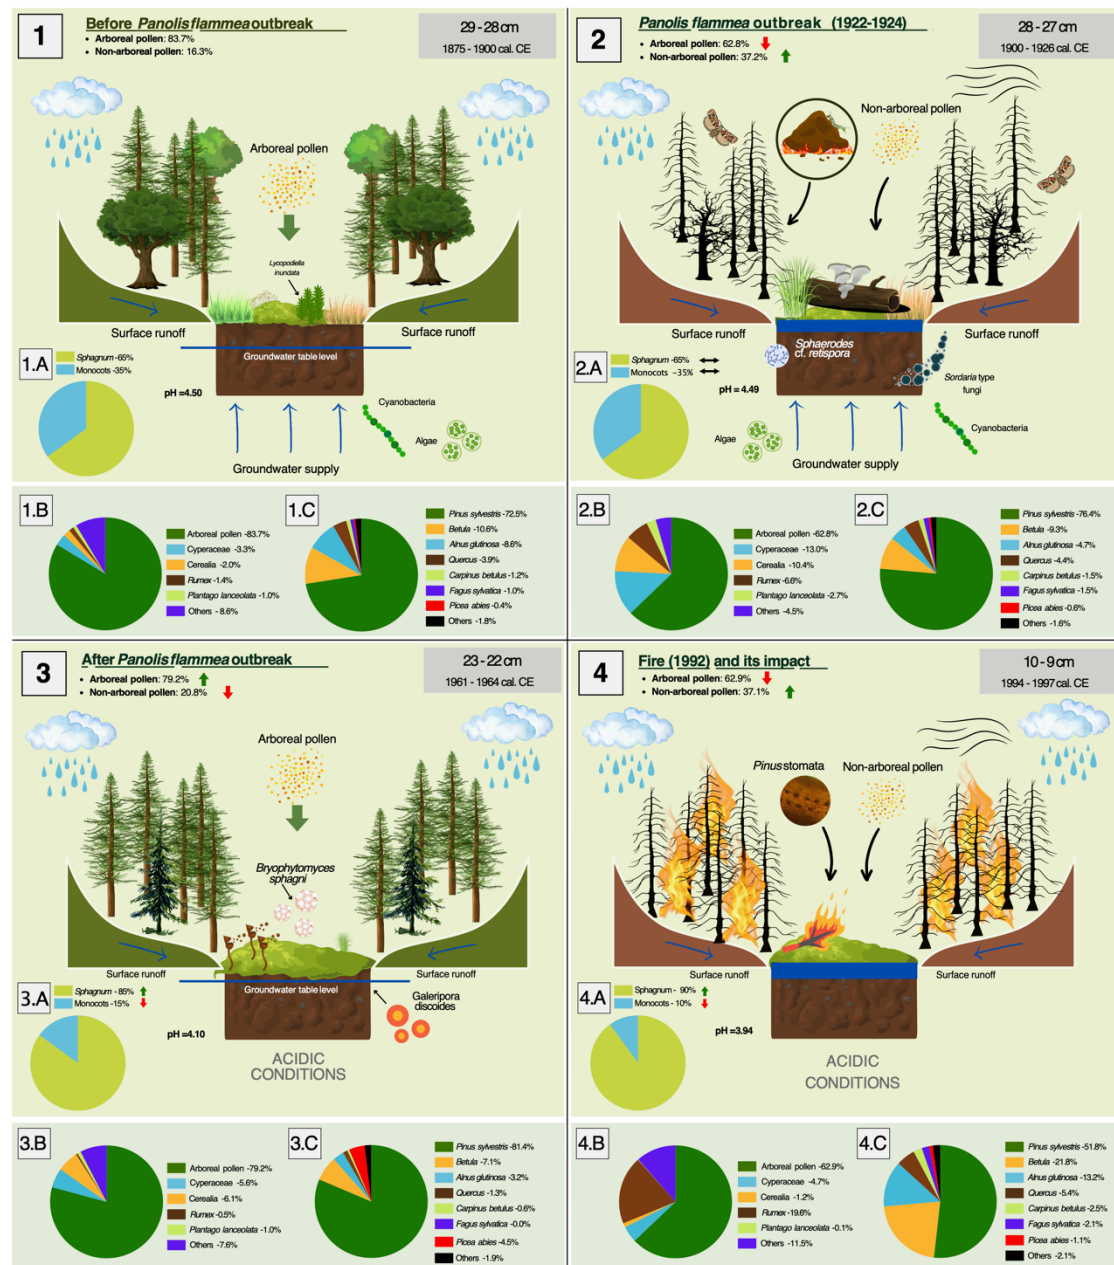 1
Before Panolis flammea outbreak
• Arboreal pollen: 83.7%
• Non-arboreal pollen: 16.3%
29 - 28 cm
1875 - 1900 cal. CE
Arboreal pollen
Lycopodiella
inundata
Surface runoff
Surface runoff
Groundwater table level
1.A
Sphagnum -65%
Monocots -35%
pH =4.50
Cyanobacteria
Algae
Groundwater supply
1.B
Arboreal pollen -83.7%
Cyperaceae -3.3%
Cerealia -2.0%
Rumex -1.4%
Plantago lanceolata -1.0%
Others - 8.6%
1.C
Pinus sylvestris -72.5%
Betula -10.6%
Alnus glutinosa -8.6%
Quercus -3.9%
Carpinus betulus -1.2%
Fagus sylvatica -1.0%
Picea abies -0.4%
Others -1.8%
2
Panolis flammea outbreak (1922-1924)
• Arboreal pollen: 62.8%
• Non-arboreal pollen: 37.2%
28 - 27 cm
1900 - 1926 cal. CE
Non-arboreal pollen
Surface runoff
Surface runoff
Sphaerodes
cf. retispora
2.A
Sphagnum -65%
Monocots -35%
pH = 4.49
Sordaria type
fungi
Cyanobacteria
Algae
Groundwater supply
2.B
Arboreal pollen -62.8%
Cyperaceae -13.0%
Cerealia -10.4%
Rumex -6.6%
Plantago lanceolata -2.7%
Others -4.5%
2.C
Pinus sylvestris -76.4%
Betula -9.3%
Alnus glutinosa -4.7%
Quercus -4.4%
Carpinus betulus -1.5%
Fagus sylvatica -1.5%
Picea abies -0.6%
Others -1.6%
3
After Panolis flammea outbreak
• Arboreal pollen: 79.2%
• Non-arboreal pollen: 20.8%
23 - 22 cm
1961 - 1964 cal. CE
Arboreal pollen
Bryophytomyces
sphagni
Surface runoff
Surface runoff
Groundwater table level
3.A
Sphagnum -85%
Monocots -15%
pH =4.10
Galeripora
discoides
ACIDIC
CONDITIONS
3.B
Arboreal pollen -79.2%
Cyperaceae -5.6%
Cerealia -6.1%
Rumex -0.5%
Plantago lanceolata -1.0%
Others -7.6%
3.C
Pinus sylvestris -81.4%
Betula -7.1%
Alnus glutinosa -3.2%
Quercus -1.3%
Carpinus betulus -0.6%
Fagus sylvatica -0.0%
Picea abies -4.5%
Others -1.9%
4
Fire (1992) and its impact
• Arboreal pollen: 62.9%
• Non-arboreal pollen: 37.1%
10 - 9 cm
1994 - 1997 cal. CE
Pinus stomata
Non-arboreal pollen
Surface runoff
Surface runoff
4.A
Sphagnum - 90%
Monocots - 10%
pH =3.94
ACIDIC
CONDITIONS
4.B
Arboreal pollen -62.9%
Cyperaceae -4.7%
Cerealia -1.2%
Rumex -19.6%
Plantago lanceolata -0.1%
Others -11.5%
4.C
Pinus sylvestris -51.8%
Betula -21.8%
Alnus glutinosa -13.2%
Quercus -5.4%
Carpinus betulus -2.5%
Fagus sylvatica -2.1%
Picea abies -1.1%
Others -2.1%